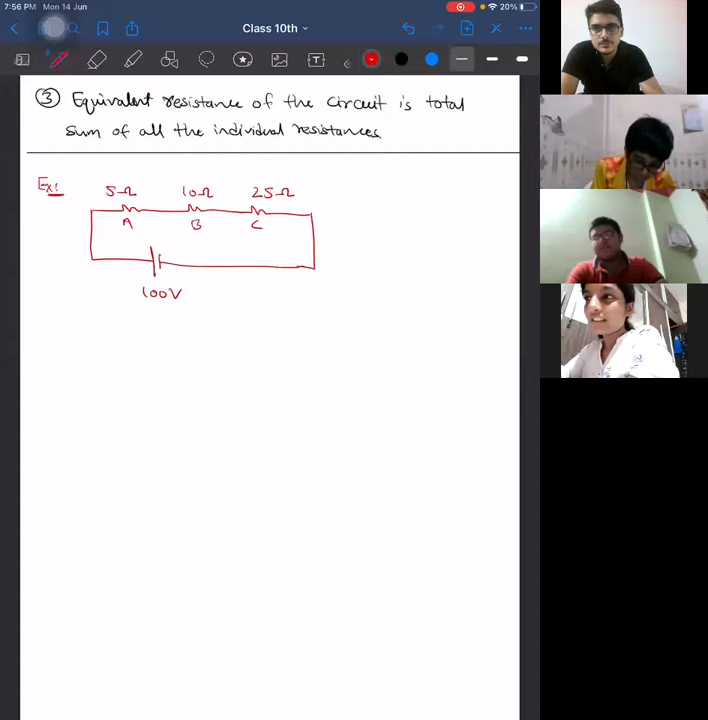 7:56 PM Mon 14 Jun
20%
Class 10th
T
③ Equivalent resistance of the circuit is total
sum of all the individual resistances
Ex:
5Ω 10Ω 25Ω
A B C
100V